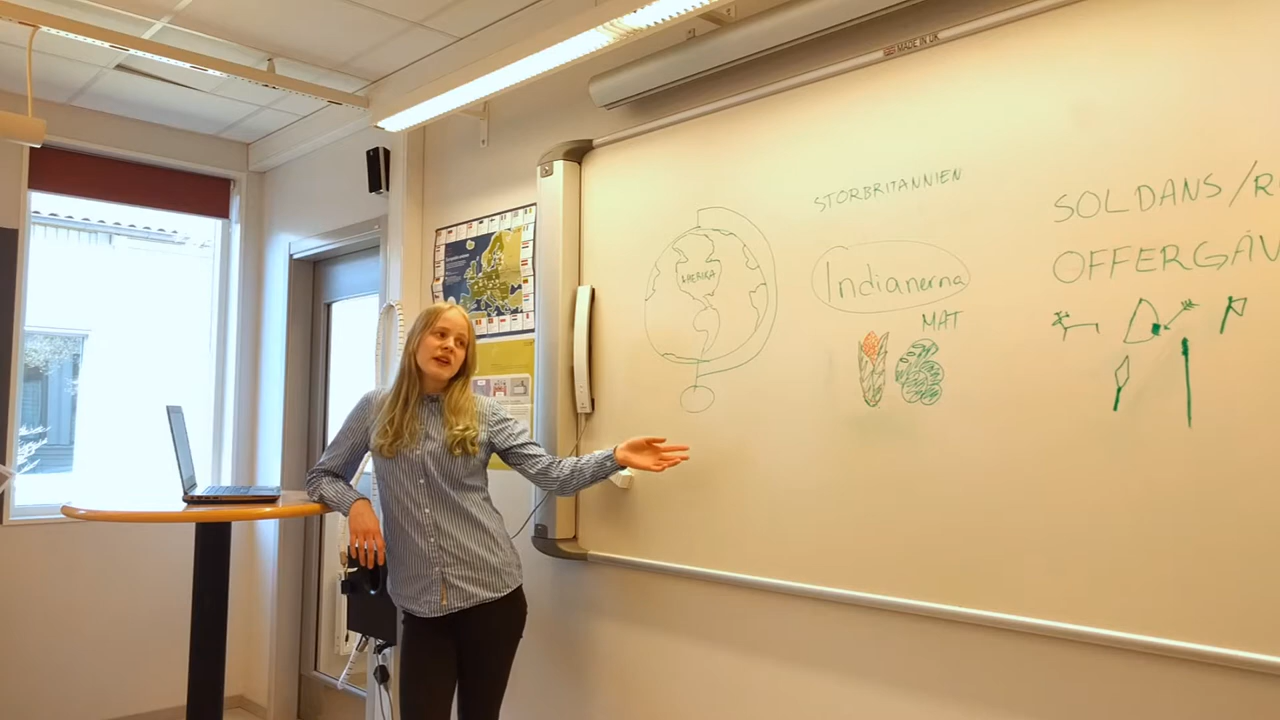 MADE IN UK
STORBRITANNIEN
AMERIKA
Indianerna
MAT
SOLDANS/R
OFFERGÅV